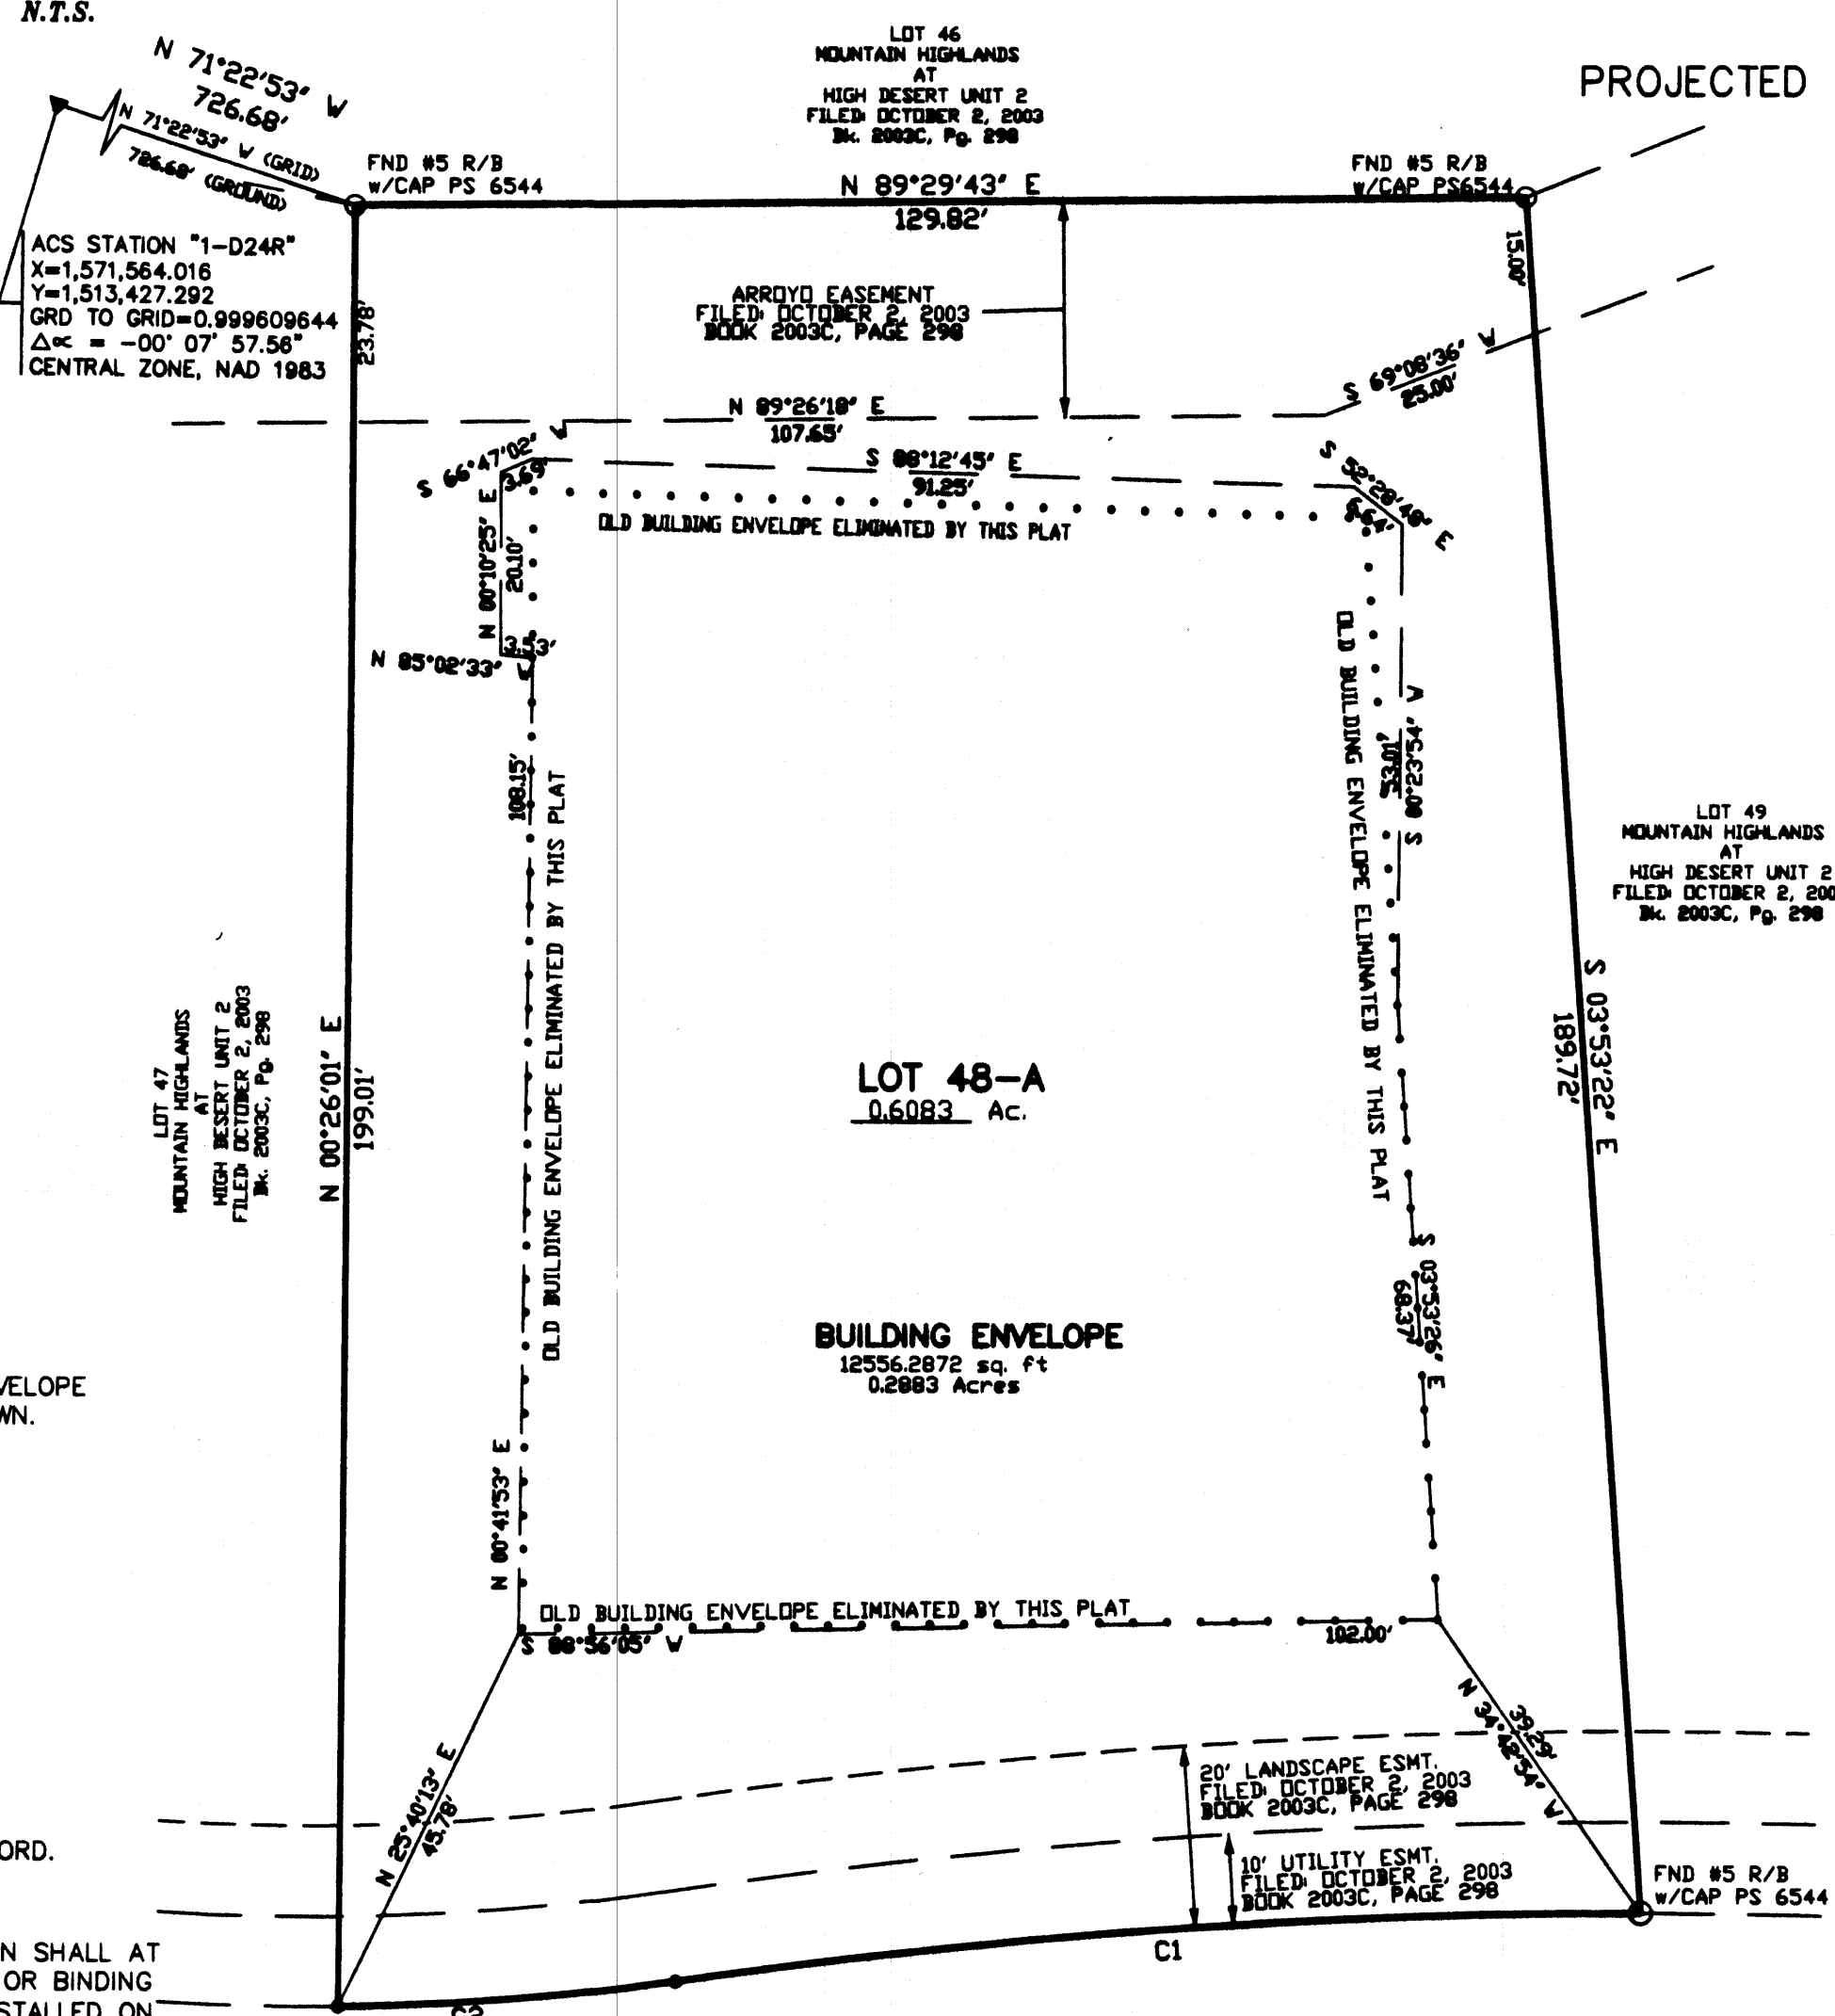 N.T.S.
N 71°22'53" W
726.68'
N 71°22'53" W (GRID)
726.68' (GROUND)
LOT 46
MOUNTAIN HIGHLANDS
AT
HIGH DESERT UNIT 2
FILED: OCTOBER 2, 2003
Bk. 2003C, Pg. 298
PROJECTED
FND #5 R/B
w/CAP PS 6544
N 89°29'43" E
129.82'
FND #5 R/B
w/CAP PS6544
15.00'
ACS STATION "1-D24R"
X=1,571,564.016
Y=1,513,427.292
GRD TO GRID=0.999609644
Δ∝ = -00° 07' 57.56"
CENTRAL ZONE, NAD 1983
23.78'
ARROYO EASEMENT
FILED: OCTOBER 2, 2003
BOOK 2003C, PAGE 298
S 69°08'36" W
25.00'
N 89°26'18" E
107.65'
S 66°47'02" W
3.69'
S 88°12'45" E
91.25'
S 52°28'48" E
6.64'
OLD BUILDING ENVELOPE ELIMINATED BY THIS PLAT
N 00°10'25" E
20.10'
3.53'
N 85°02'33" W
108.15'
OLD BUILDING ENVELOPE ELIMINATED BY THIS PLAT
OLD BUILDING ENVELOPE ELIMINATED BY THIS PLAT
53.01'
S 00°23'54" W
LOT 49
MOUNTAIN HIGHLANDS
AT
HIGH DESERT UNIT 2
FILED: OCTOBER 2, 200
Bk. 2003C, Pg. 298
S 03°53'22" E
189.72'
LOT 47
MOUNTAIN HIGHLANDS
AT
HIGH DESERT UNIT 2
FILED: OCTOBER 2, 2003
Bk. 2003C, Pg. 298
N 00°26'01" E
199.01'
LOT 48-A
0.6083 Ac.
S 03°53'26" E
68.37'
BUILDING ENVELOPE
12556.2872 sq. ft
0.2883 Acres
VELOPE
WN.
N 00°41'53" E
OLD BUILDING ENVELOPE ELIMINATED BY THIS PLAT
S 88°56'05" W
102.00'
N 25°40'13" E
45.78'
39.29'
N 34°42'54" W
20' LANDSCAPE ESMT.
FILED: OCTOBER 2, 2003
BOOK 2003C, PAGE 298
10' UTILITY ESMT.
FILED: OCTOBER 2, 2003
BOOK 2003C, PAGE 298
ORD.
FND #5 R/B
w/CAP PS 6544
C1
N SHALL AT
OR BINDING
STALLED ON
C2